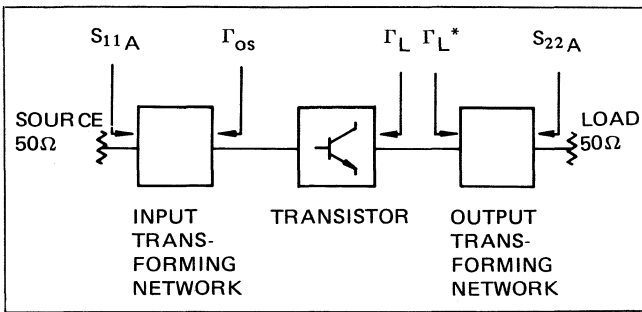 S11A
Γos
ΓL
ΓL*
S22A
SOURCE
50Ω
LOAD
50Ω
INPUT
TRANS-
FORMING
NETWORK
TRANSISTOR
OUTPUT
TRANS-
FORMING
NETWORK